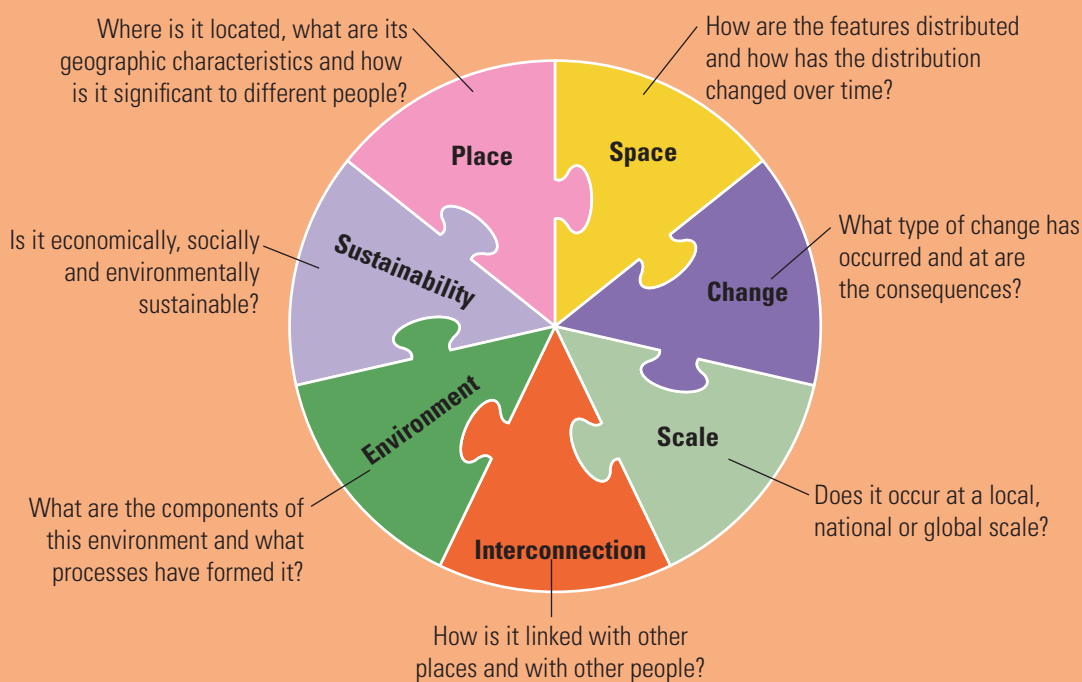 Where is it located, what are its
geographic characteristics and how
is it significant to different people?
How are the features distributed
and how has the distribution
changed over time?
Place
Space
Is it economically, socially
and environmentally
sustainable?
Sustainability
Change
What type of change has
occurred and at are
the consequences?
Environment
Scale
What are the components of
this environment and what
processes have formed it?
Does it occur at a local,
national or global scale?
Interconnection
How is it linked with other
places and with other people?